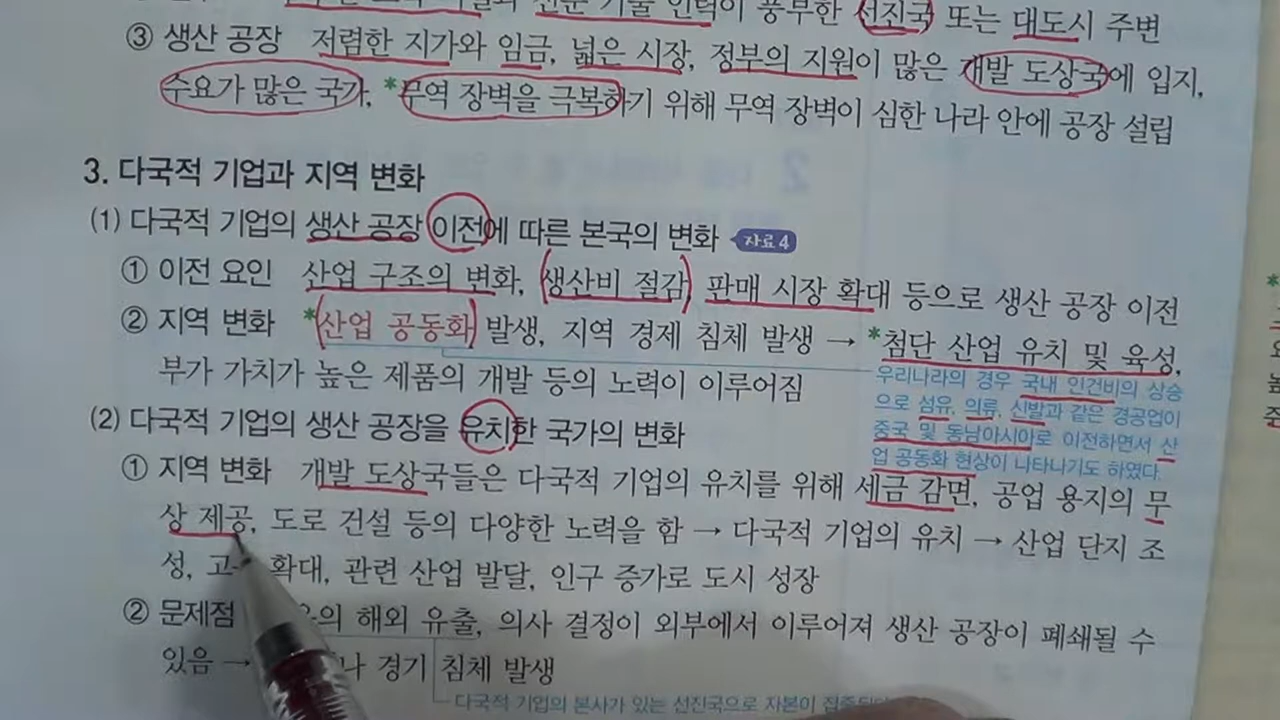 전문 기술 인력이 풍부한 선진국 또는 대도시 주변
③ 생산 공장 저렴한 지가와 임금, 넓은 시장, 정부의 지원이 많은 개발 도상국에 입지,
수요가 많은 국가, *무역 장벽을 극복하기 위해 무역 장벽이 심한 나라 안에 공장 설립
3. 다국적 기업과 지역 변화
(1) 다국적 기업의 생산 공장 이전에 따른 본국의 변화 자료4
① 이전 요인 산업 구조의 변화, 생산비 절감, 판매 시장 확대 등으로 생산 공장 이전
② 지역 변화 *산업 공동화 발생, 지역 경제 침체 발생 → *첨단 산업 유치 및 육성,
부가 가치가 높은 제품의 개발 등의 노력이 이루어짐
우리나라의 경우 국내 인건비의 상승
으로 섬유, 의류, 신발과 같은 경공업이
중국 및 동남아시아로 이전하면서 산
업 공동화 현상이 나타나기도 하였다.
(2) 다국적 기업의 생산 공장을 유치한 국가의 변화
① 지역 변화 개발 도상국들은 다국적 기업의 유치를 위해 세금 감면, 공업 용지의 무
상 제공, 도로 건설 등의 다양한 노력을 함 → 다국적 기업의 유치 → 산업 단지 조
성, 확대, 관련 산업 발달, 인구 증가로 도시 성장
② 문제점 해외 유출, 의사 결정이 외부에서 이루어져 생산 공장이 폐쇄될 수
있음 → 경기 침체 발생
다국적 기업의 본사가 있는 선진국으로 자본이